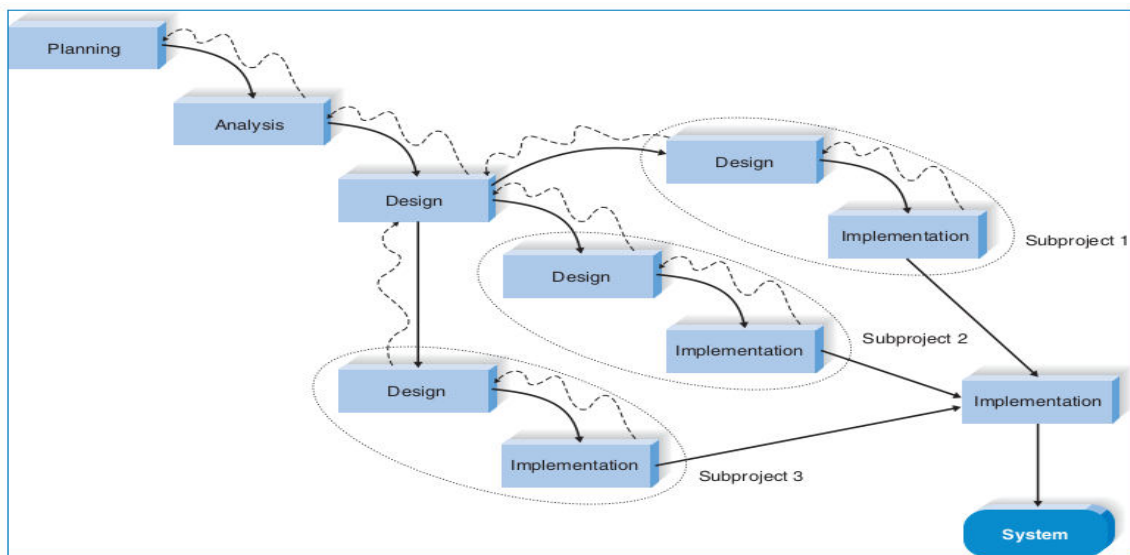 Planning
Analysis
Design
Design
Implementation
Subproject 1
Design
Implementation
Subproject 2
Design
Implementation
Subproject 3
Implementation
System